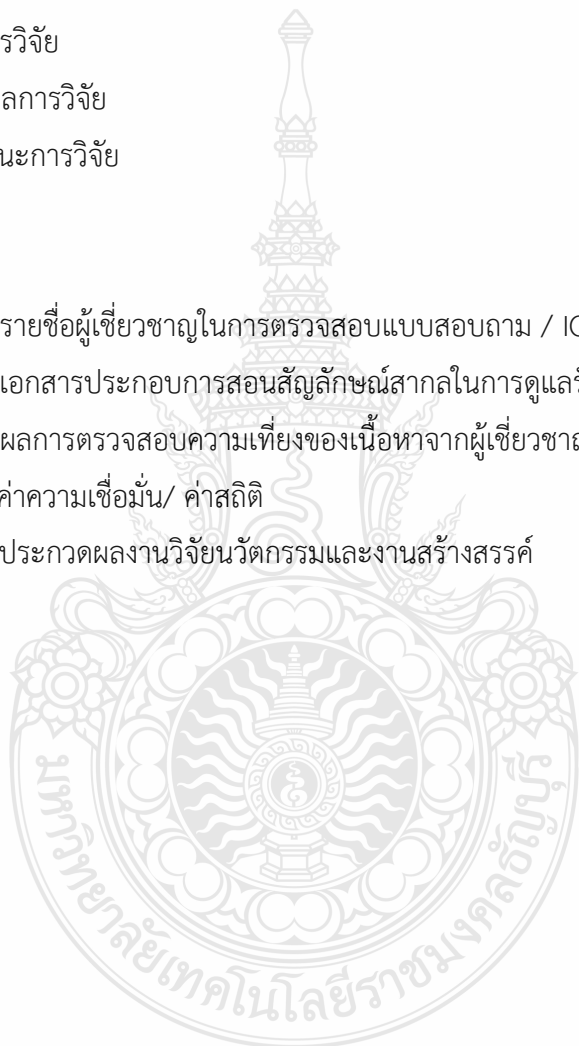 รวิจัย
ลการวิจัย
นะการวิจัย
รายชื่อผู้เชี่ยวชาญในการตรวจสอบแบบสอบถาม / IO
เอกสารประกอบการสอนสัญลักษณ์สากลในการดูแลรั
ผลการตรวจสอบความเที่ยงของเนื้อหาจากผู้เชี่ยวชาญ
ค่าความเชื่อมั่น/ ค่าสถิติ
ประกวดผลงานวิจัยนวัตกรรมและงานสร้างสรรค์
มหาวิทยาลัยเทคโนโลยีราชมงคลธัญบุรี